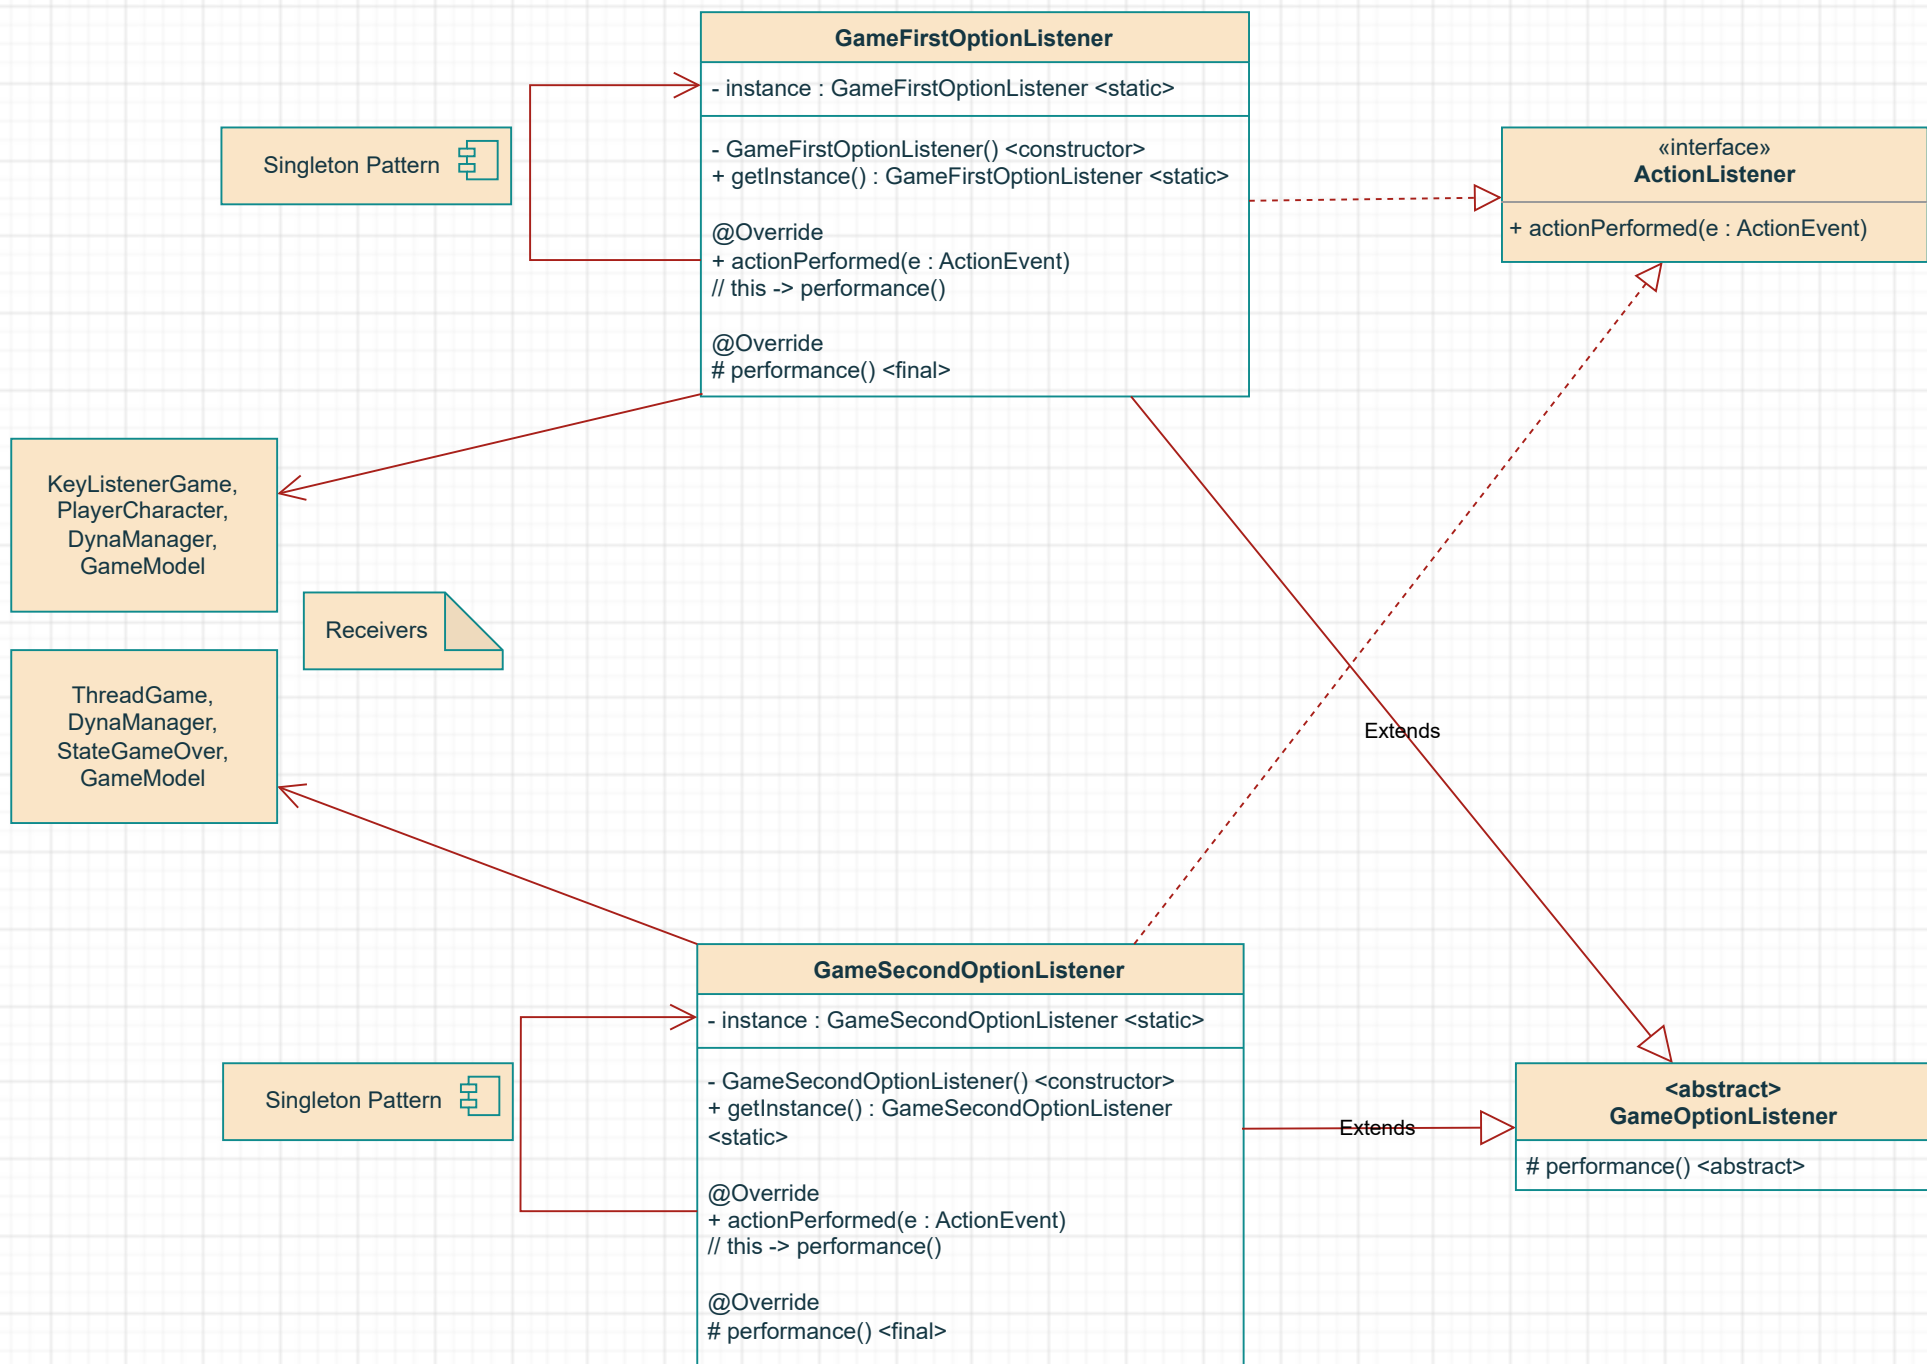 GameFirstOptionListener
- instance : GameFirstOptionListener <static>
- GameFirstOptionListener() <constructor>
+ getInstance() : GameFirstOptionListener <static>
@Override
+ actionPerformed(e : ActionEvent)
// this -> performance()
@Override
# performance() <final>
Singleton Pattern
«interface»
ActionListener
+ actionPerformed(e : ActionEvent)
KeyListenerGame,
PlayerCharacter,
DynaManager,
GameModel
Receivers
ThreadGame,
DynaManager,
StateGameOver,
GameModel
Extends
GameSecondOptionListener
- instance : GameSecondOptionListener <static>
- GameSecondOptionListener() <constructor>
+ getInstance() : GameSecondOptionListener
<static>
@Override
+ actionPerformed(e : ActionEvent)
// this -> performance()
@Override
# performance() <final>
Singleton Pattern
Extends
<abstract>
GameOptionListener
# performance() <abstract>